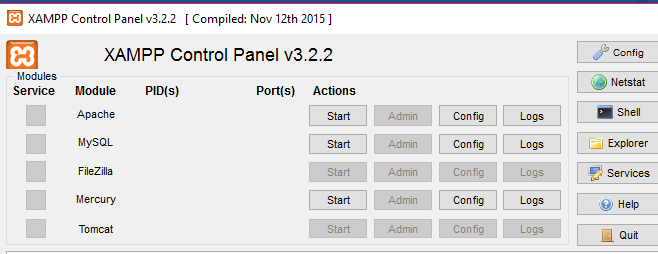 XAMPP Control Panel v3.2.2 [ Compiled: Nov 12th 2015 ]
XAMPP Control Panel v3.2.2
Config
Modules
Service Module PID(s) Port(s) Actions
Netstat
Apache Start Admin Config Logs
Shell
MySQL Start Admin Config Logs
Explorer
FileZilla Start Admin Config Logs
Services
Mercury Start Admin Config Logs
Help
Tomcat Start Admin Config Logs
Quit